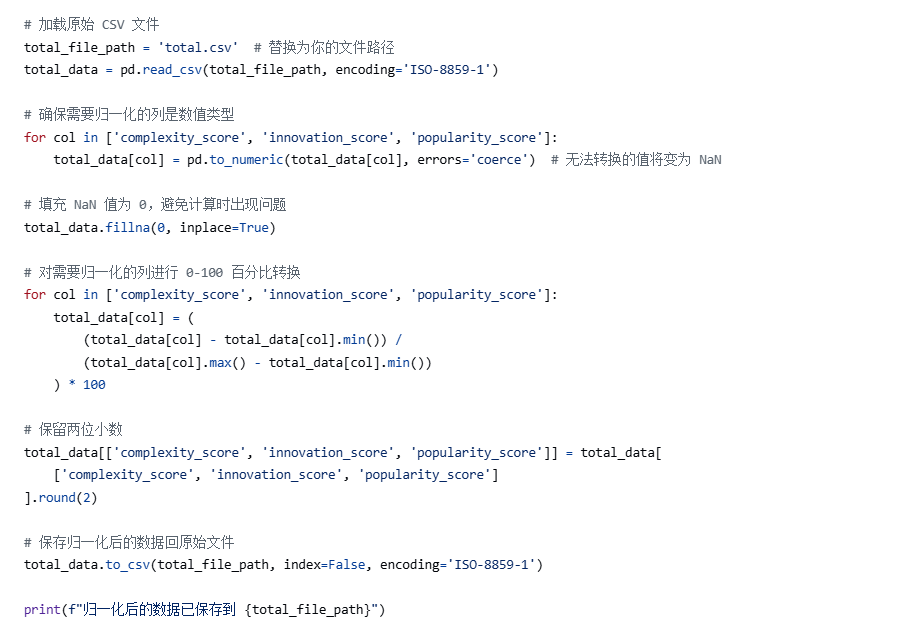 # 加载原始 CSV 文件
total_file_path = 'total.csv'  # 替换为你的文件路径
total_data = pd.read_csv(total_file_path, encoding='ISO-8859-1')

# 确保需要归一化的列是数值类型
for col in ['complexity_score', 'innovation_score', 'popularity_score']:
    total_data[col] = pd.to_numeric(total_data[col], errors='coerce')  # 无法转换的值将变为 NaN

# 填充 NaN 值为 0，避免计算时出现问题
total_data.fillna(0, inplace=True)

# 对需要归一化的列进行 0-100 百分比转换
for col in ['complexity_score', 'innovation_score', 'popularity_score']:
    total_data[col] = (
        (total_data[col] - total_data[col].min()) /
        (total_data[col].max() - total_data[col].min())
    ) * 100

# 保留两位小数
total_data[['complexity_score', 'innovation_score', 'popularity_score']] = total_data[
    ['complexity_score', 'innovation_score', 'popularity_score']
].round(2)

# 保存归一化后的数据回原始文件
total_data.to_csv(total_file_path, index=False, encoding='ISO-8859-1')

print(f"归一化后的数据已保存到 {total_file_path}")